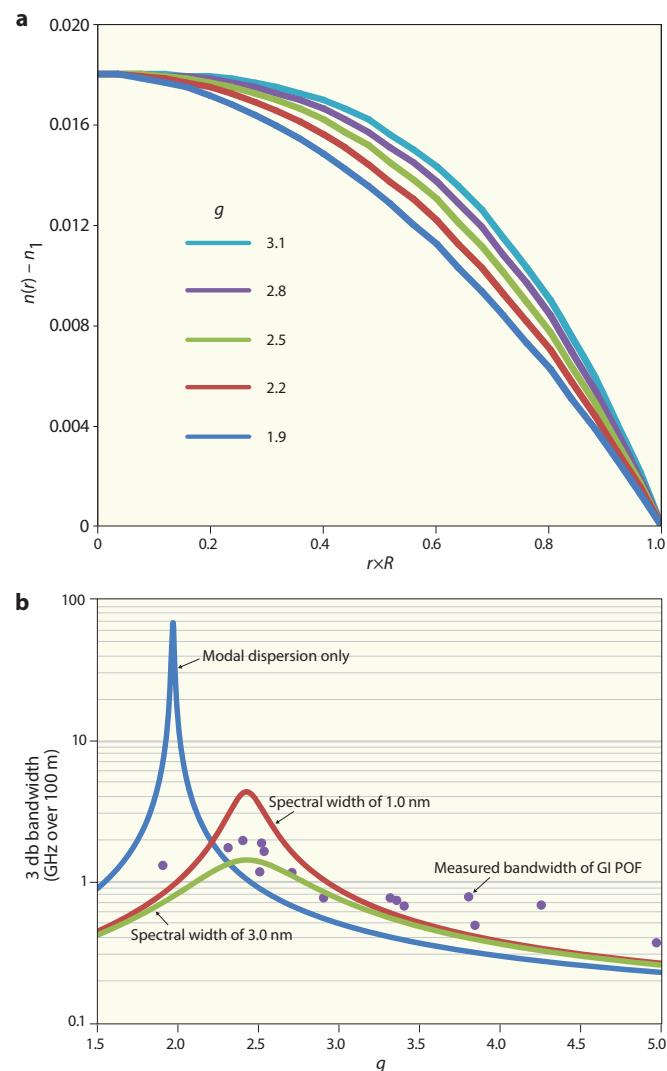 a
0.020
0.016
0.012
0.008
0.004
0
n(r) – n1
g
3.1
2.8
2.5
2.2
1.9
0 0.2 0.4 0.6 0.8 1.0
r×R
b
100
10
1
0.1
3 db bandwidth
(GHz over 100 m)
Modal dispersion only
Spectral width of 1.0 nm
Measured bandwidth of GI POF
Spectral width of 3.0 nm
1.5 2.0 2.5 3.0 3.5 4.0 4.5 5.0
g